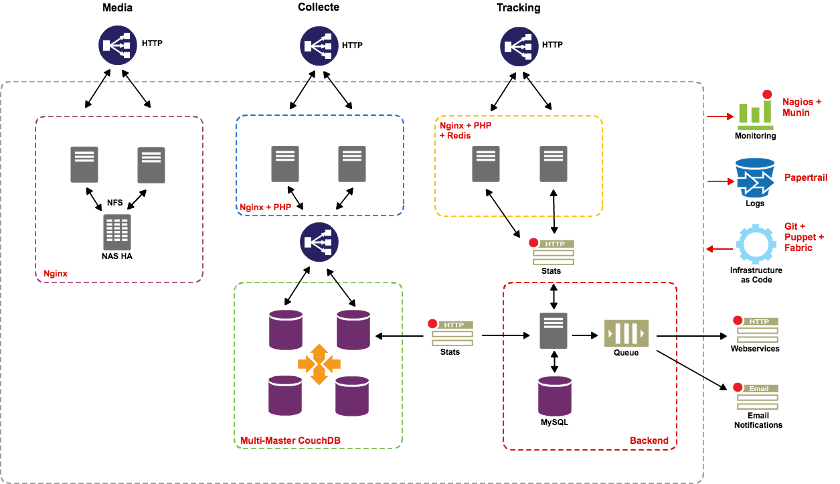 Media
Collecte
Tracking
HTTP
HTTP
HTTP
Nginx + PHP
+ Redis
Nagios +
Munin
Monitoring
Nginx + PHP
NFS
NAS HA
Nginx
Papertrail
Logs
HTTP
Stats
Git +
Puppet +
Fabric
Infrastructure
as Code
HTTP
Stats
Queue
HTTP
Webservices
Email
Email
Notifications
MySQL
Multi-Master CouchDB
Backend